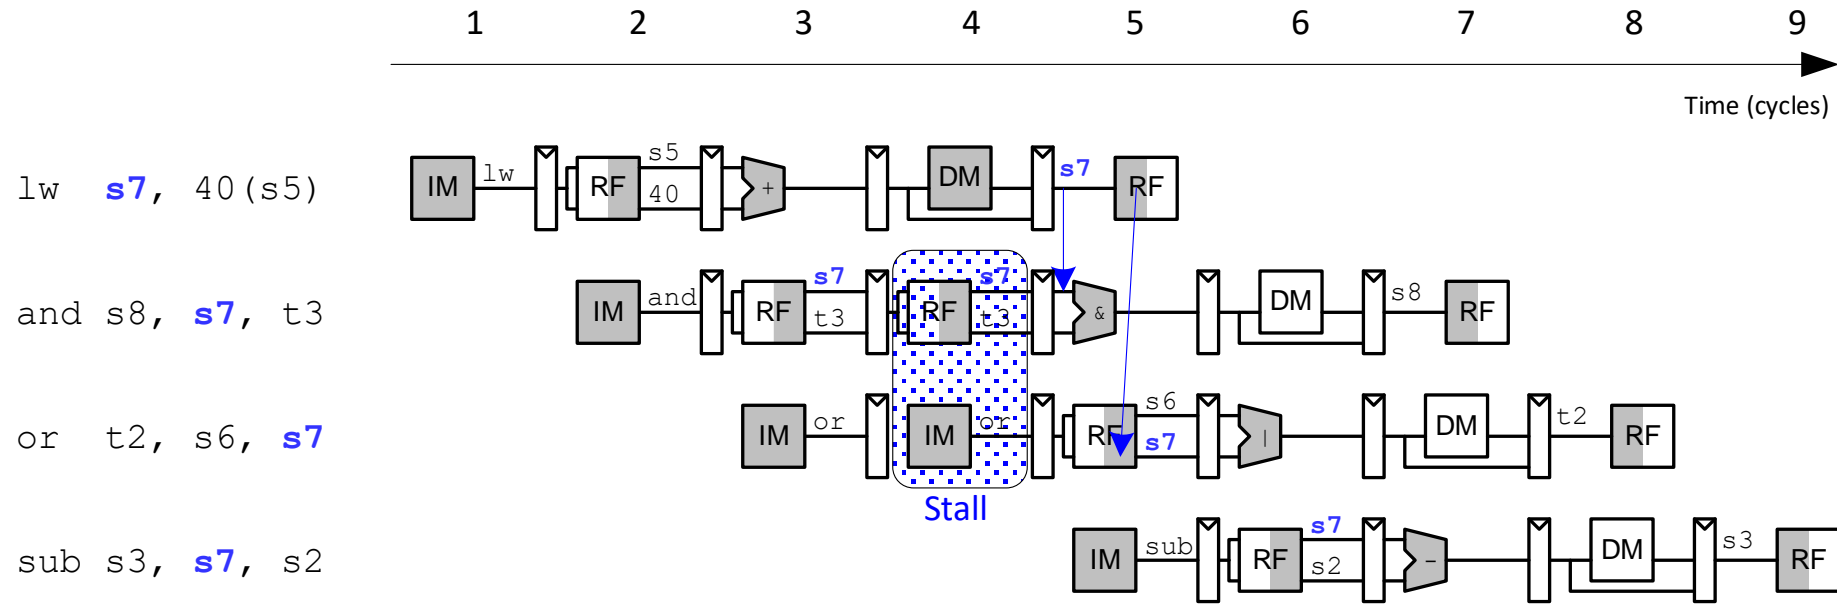 1 2 3 4 5 6 7 8 9
Time (cycles)
lw s7, 40(s5) IM lw RF s5 40 + DM s7 RF
and s8, s7, t3 IM and RF s7 t3 RF s7 t3 & DM s8 RF
or t2, s6, s7 IM or IM or RF s6 s7 | DM t2 RF
Stall
sub s3, s7, s2 IM sub RF s7 s2 - DM s3 RF